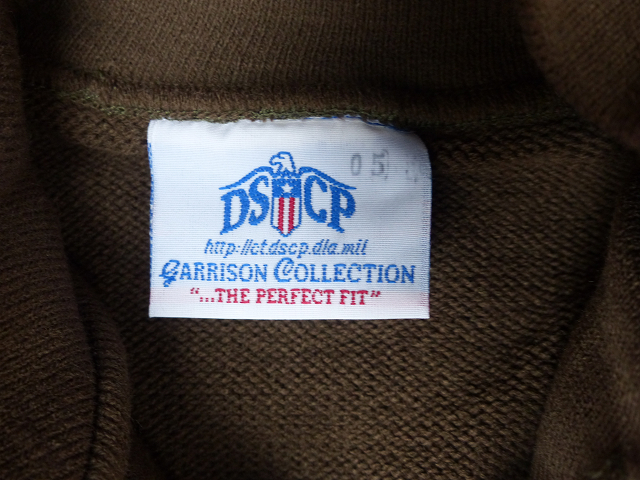 05
DSCP
http://ct.dscp.dla.mil
GARRISON COLLECTION
"...THE PERFECT FIT"